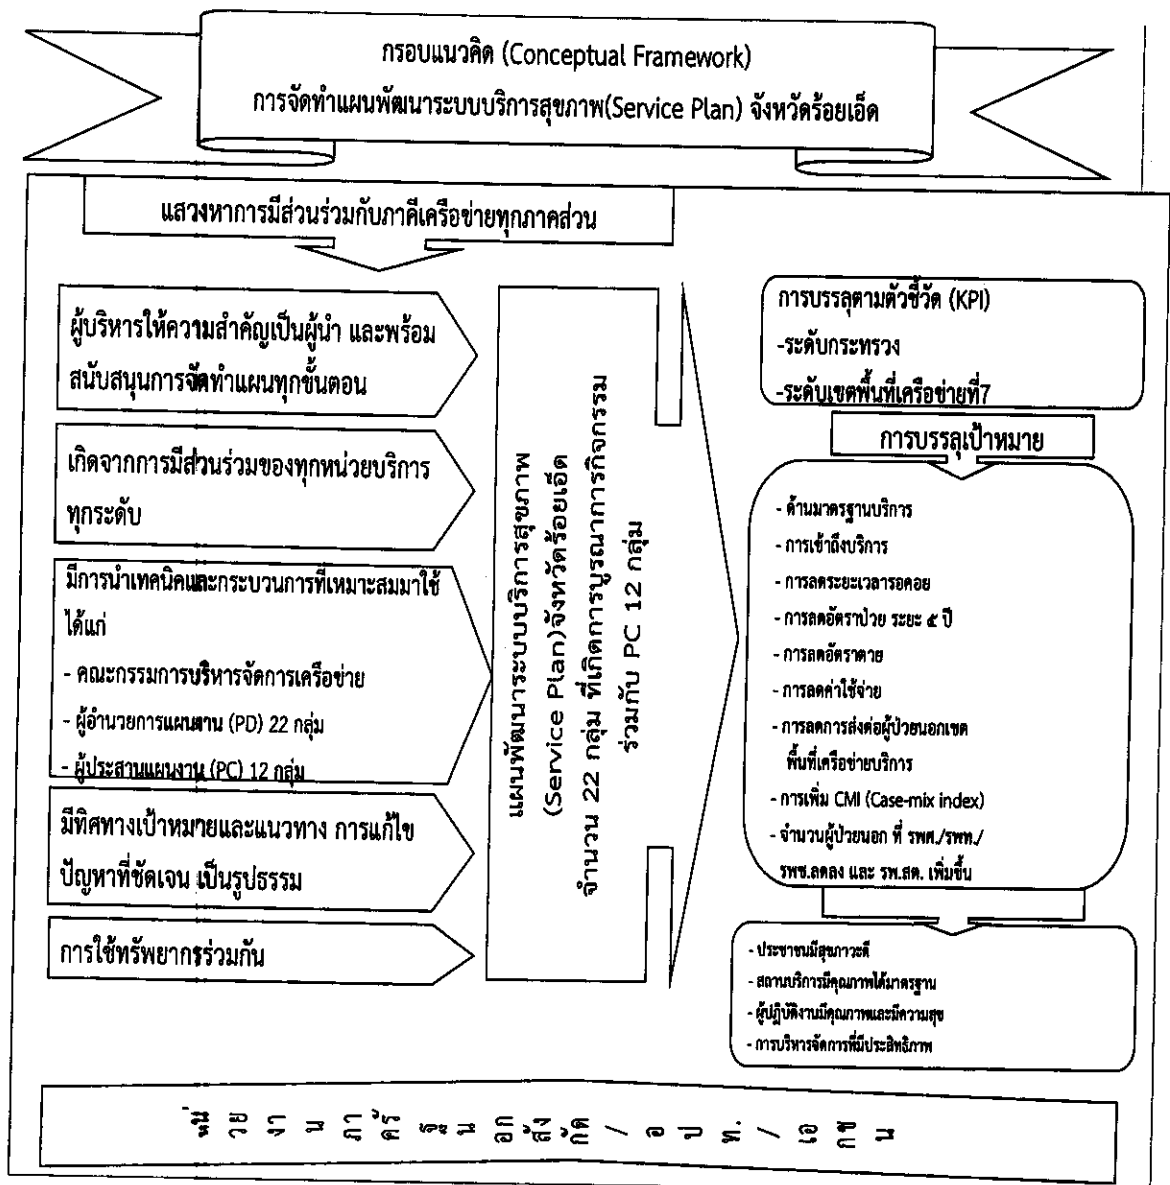 กรอบแนวคิด (Conceptual Framework)
การจัดทำแผนพัฒนาระบบบริการสุขภาพ(Service Plan) จังหวัดร้อยเอ็ด
แสวงหาการมีส่วนร่วมกับภาคีเครือข่ายทุกภาคส่วน
ผู้บริหารให้ความสำคัญเป็นผู้นำ และพร้อม
สนับสนุนการจัดทำแผนทุกขั้นตอน
เกิดจากการมีส่วนร่วมของทุกหน่วยบริการ
ทุกระดับ
มีการนำเทคนิคและกระบวนการที่เหมาะสมมาใช้
ได้แก่
- คณะกรรมการบริหารจัดการเครือข่าย
- ผู้อำนวยการแผนงาน (PD) 22 กลุ่ม
- ผู้ประสานแผนงาน (PC) 12 กลุ่ม
มีทิศทางเป้าหมายและแนวทาง การแก้ไข
ปัญหาที่ชัดเจน เป็นรูปธรรม
การใช้ทรัพยากรร่วมกัน
แผนพัฒนาระบบบริการสุขภาพ
(Service Plan)จังหวัดร้อยเอ็ด
จำนวน 22 กลุ่ม ที่เกิดการบูรณาการกิจกรรม
ร่วมกับ PC 12 กลุ่ม
การบรรลุตามตัวชี้วัด (KPI)
-ระดับกระทรวง
-ระดับเขตพื้นที่เครือข่ายที่7
การบรรลุเป้าหมาย
- ด้านมาตรฐานบริการ
- การเข้าถึงบริการ
- การลดระยะเวลารอคอย
- การลดอัตราป่วย ระยะ ๕ ปี
- การลดอัตราตาย
- การลดค่าใช้จ่าย
- การลดการส่งต่อผู้ป่วยนอกเขต
พื้นที่เครือข่ายบริการ
- การเพิ่ม CMI (Case-mix index)
- จำนวนผู้ป่วยนอก ที่ รพศ./รพท./
รพช.ลดลง และ รพ.สต. เพิ่มขึ้น
- ประชาชนมีสุขภาวะดี
- สถานบริการมีคุณภาพได้มาตรฐาน
- ผู้ปฏิบัติงานมีคุณภาพและมีความสุข
- การบริหารจัดการที่มีประสิทธิภาพ
หน่วยงานภาครัฐนอกสังกัด/อปท./เอกชน